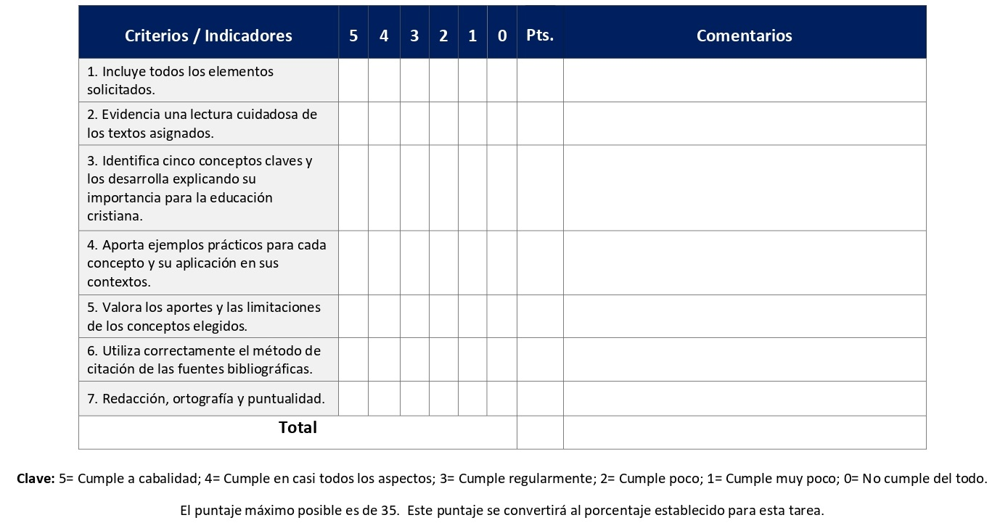 Criterios / Indicadores 5 4 3 2 1 0 Pts. Comentarios
1. Incluye todos los elementos
solicitados.
2. Evidencia una lectura cuidadosa de
los textos asignados.
3. Identifica cinco conceptos claves y
los desarrolla explicando su
importancia para la educación
cristiana.
4. Aporta ejemplos prácticos para cada
concepto y su aplicación en sus
contextos.
5. Valora los aportes y las limitaciones
de los conceptos elegidos.
6. Utiliza correctamente el método de
citación de las fuentes bibliográficas.
7. Redacción, ortografía y puntualidad.
Total
Clave: 5= Cumple a cabalidad; 4= Cumple en casi todos los aspectos; 3= Cumple regularmente; 2= Cumple poco; 1= Cumple muy poco; 0= No cumple del todo.
El puntaje máximo posible es de 35. Este puntaje se convertirá al porcentaje establecido para esta tarea.